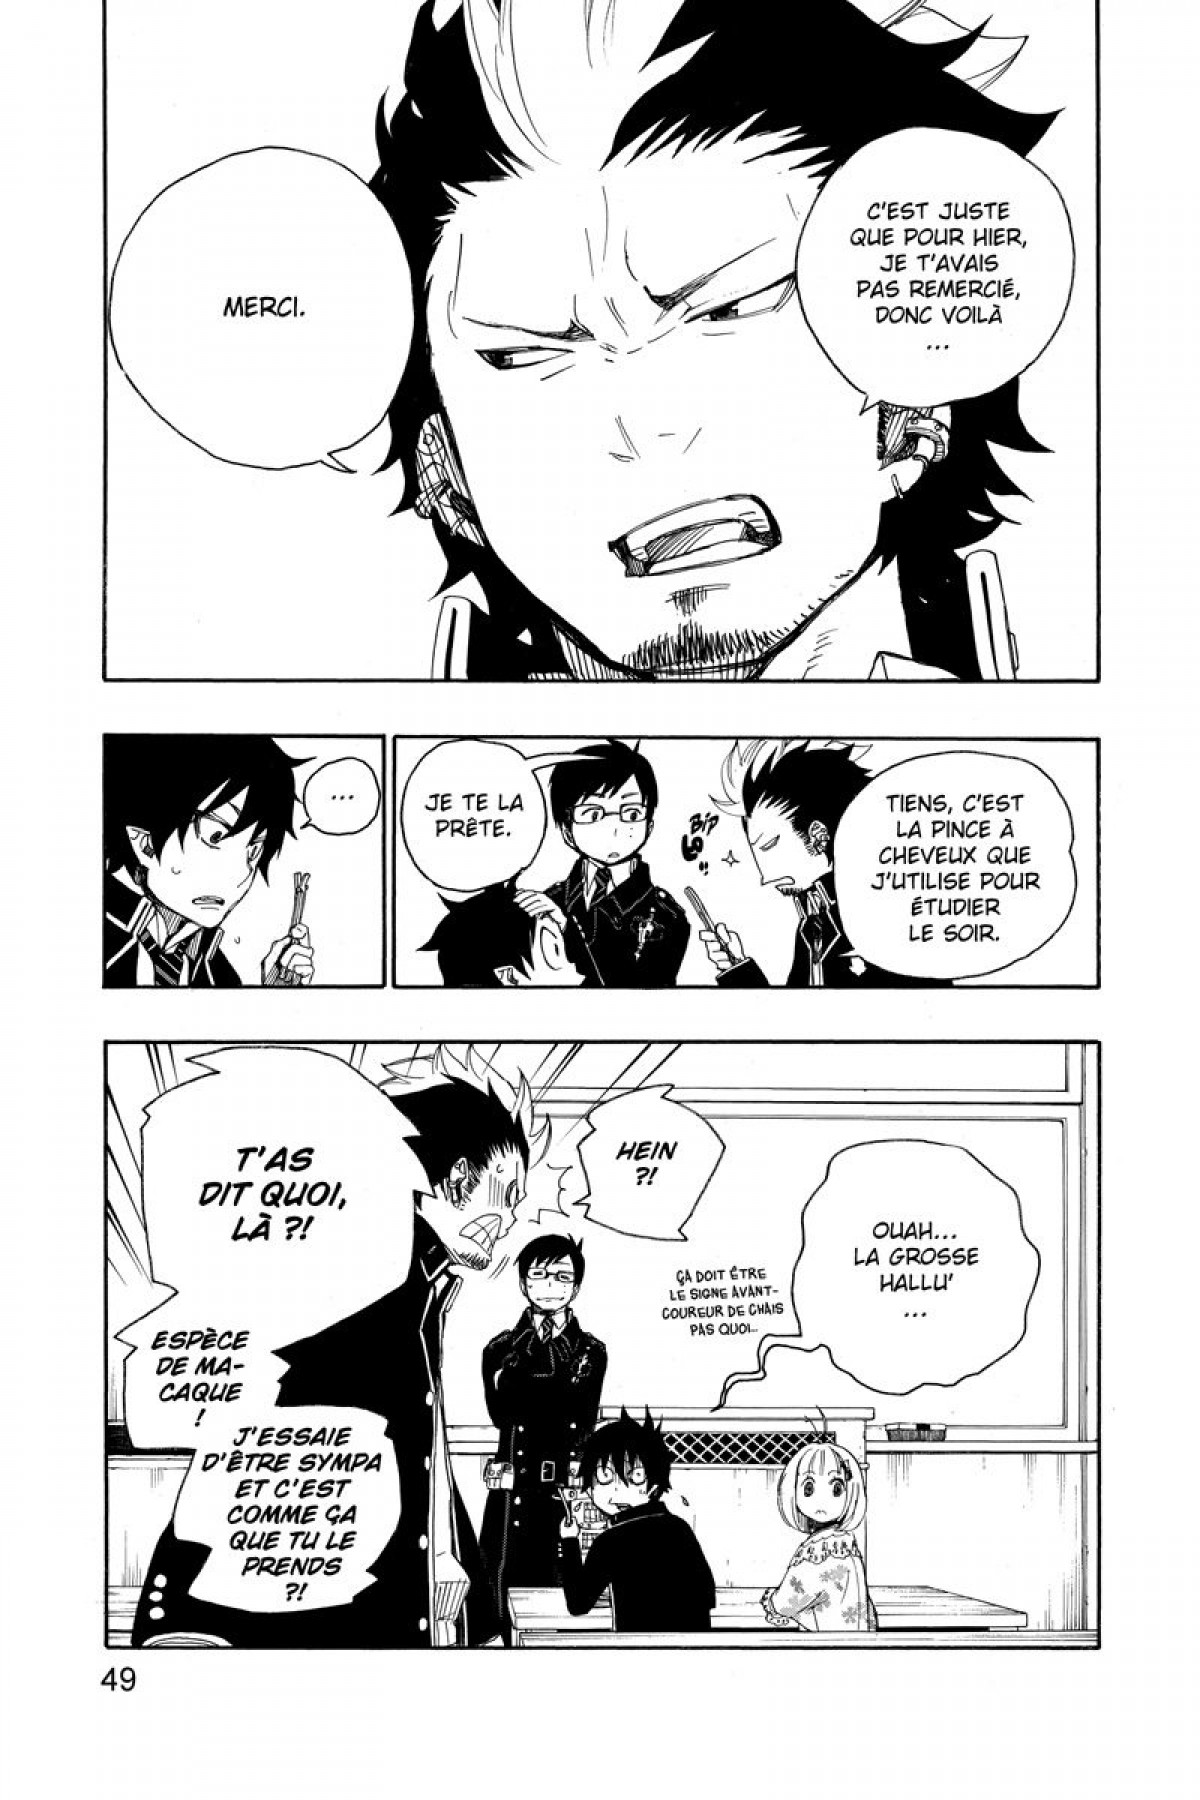 C'EST JUSTE
QUE POUR HIER,
JE T'AVAIS
PAS REMERCIÉ,
DONC VOILÀ
...
MERCI.
TIENS, C'EST
LA PINCE À
CHEVEUX QUE
J'UTILISE POUR
ÉTUDIER
LE SOIR.
JE TE LA
PRÊTE.
...
HEIN
?!
OUAH...
LA GROSSE
HALLU'
...
ÇA DOIT ÊTRE
LE SIGNE AVANT-
COUREUR DE CHAIS
PAS QUOI...
T'AS
DIT QUOI,
LÀ ?!
ESPÈCE
DE MA-
CAQUE
!
J'ESSAIE
D'ÊTRE SYMPA
ET C'EST
COMME ÇA
QUE TU LE
PRENDS
?!
49